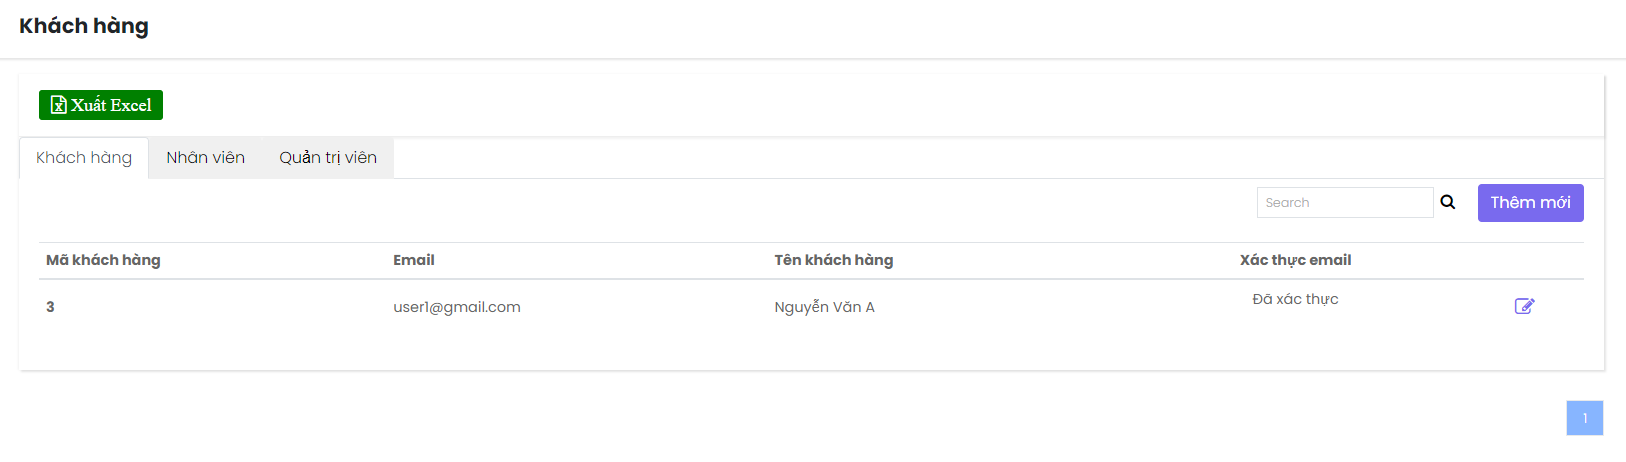 Khách hàng
Xuất Excel
Khách hàng Nhân viên Quản trị viên
Search Thêm mới
Mã khách hàng Email Tên khách hàng Xác thực email
3 user1@gmail.com Nguyễn Văn A Đã xác thực
1